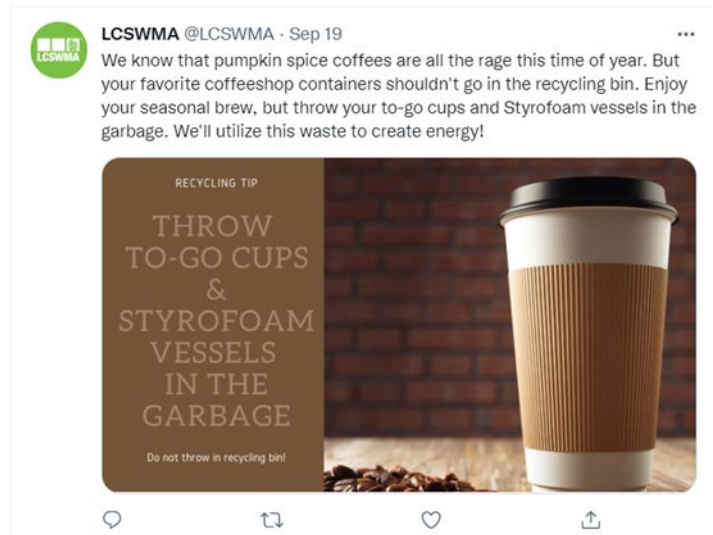 LCSWMA @LCSWMA · Sep 19
LCSWMA
We know that pumpkin spice coffees are all the rage this time of year. But
your favorite coffeeshop containers shouldn't go in the recycling bin. Enjoy
your seasonal brew, but throw your to-go cups and Styrofoam vessels in the
garbage. We'll utilize this waste to create energy!
RECYCLING TIP
THROW
TO-GO CUPS
&
STYROFOAM
VESSELS
IN THE
GARBAGE
Do not throw in recycling bin!